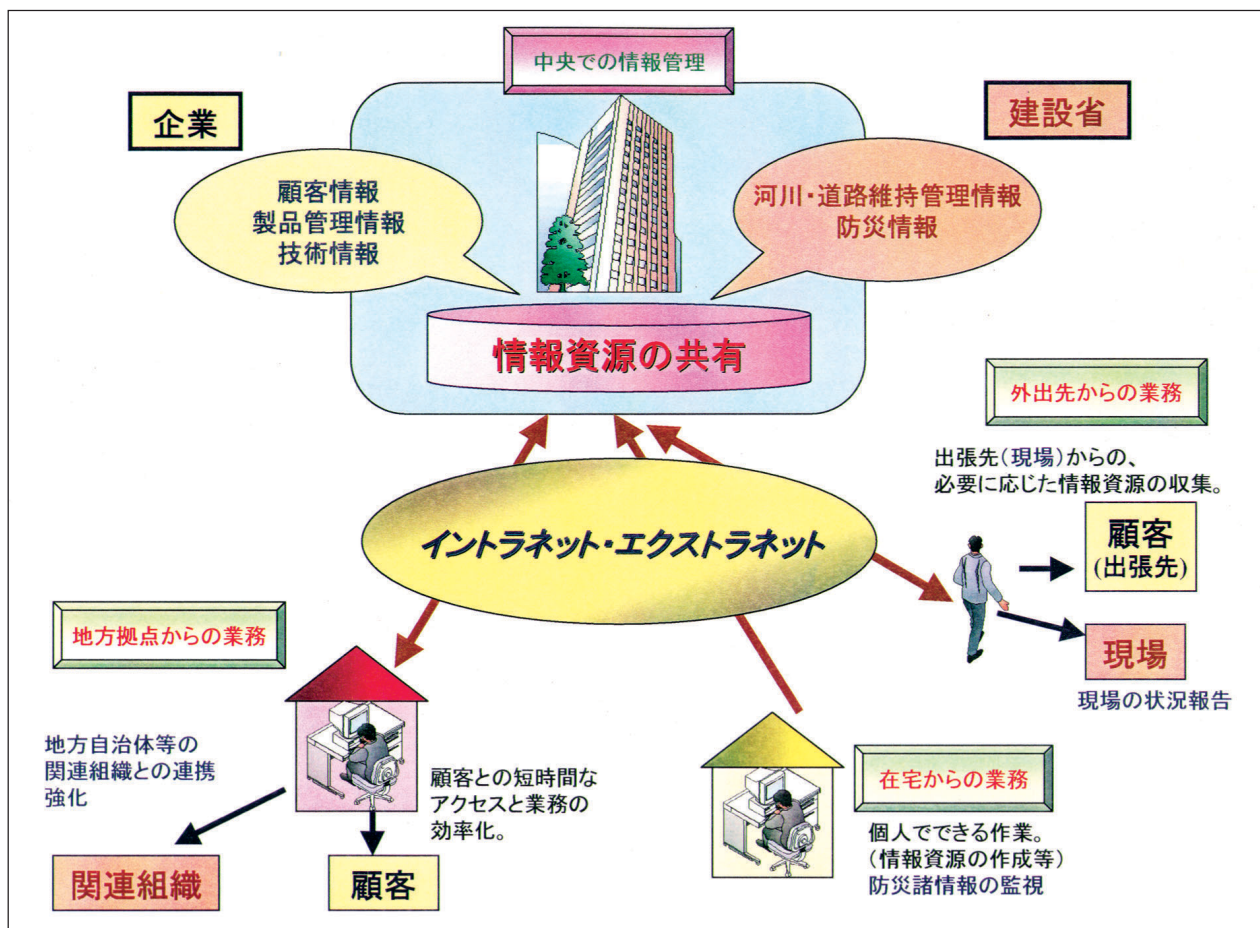 中央での情報管理
企業
建設省
顧客情報
製品管理情報
技術情報
河川・道路維持管理情報
防災情報
情報資源の共有
外出先からの業務
出張先(現場)からの、
必要に応じた情報資源の収集。
イントラネット・エクストラネット
顧客
(出張先)
現場
現場の状況報告
地方拠点からの業務
地方自治体等の
関連組織との連携
強化
顧客との短時間な
アクセスと業務の
効率化。
関連組織
顧客
在宅からの業務
個人でできる作業。
(情報資源の作成等)
防災諸情報の監視